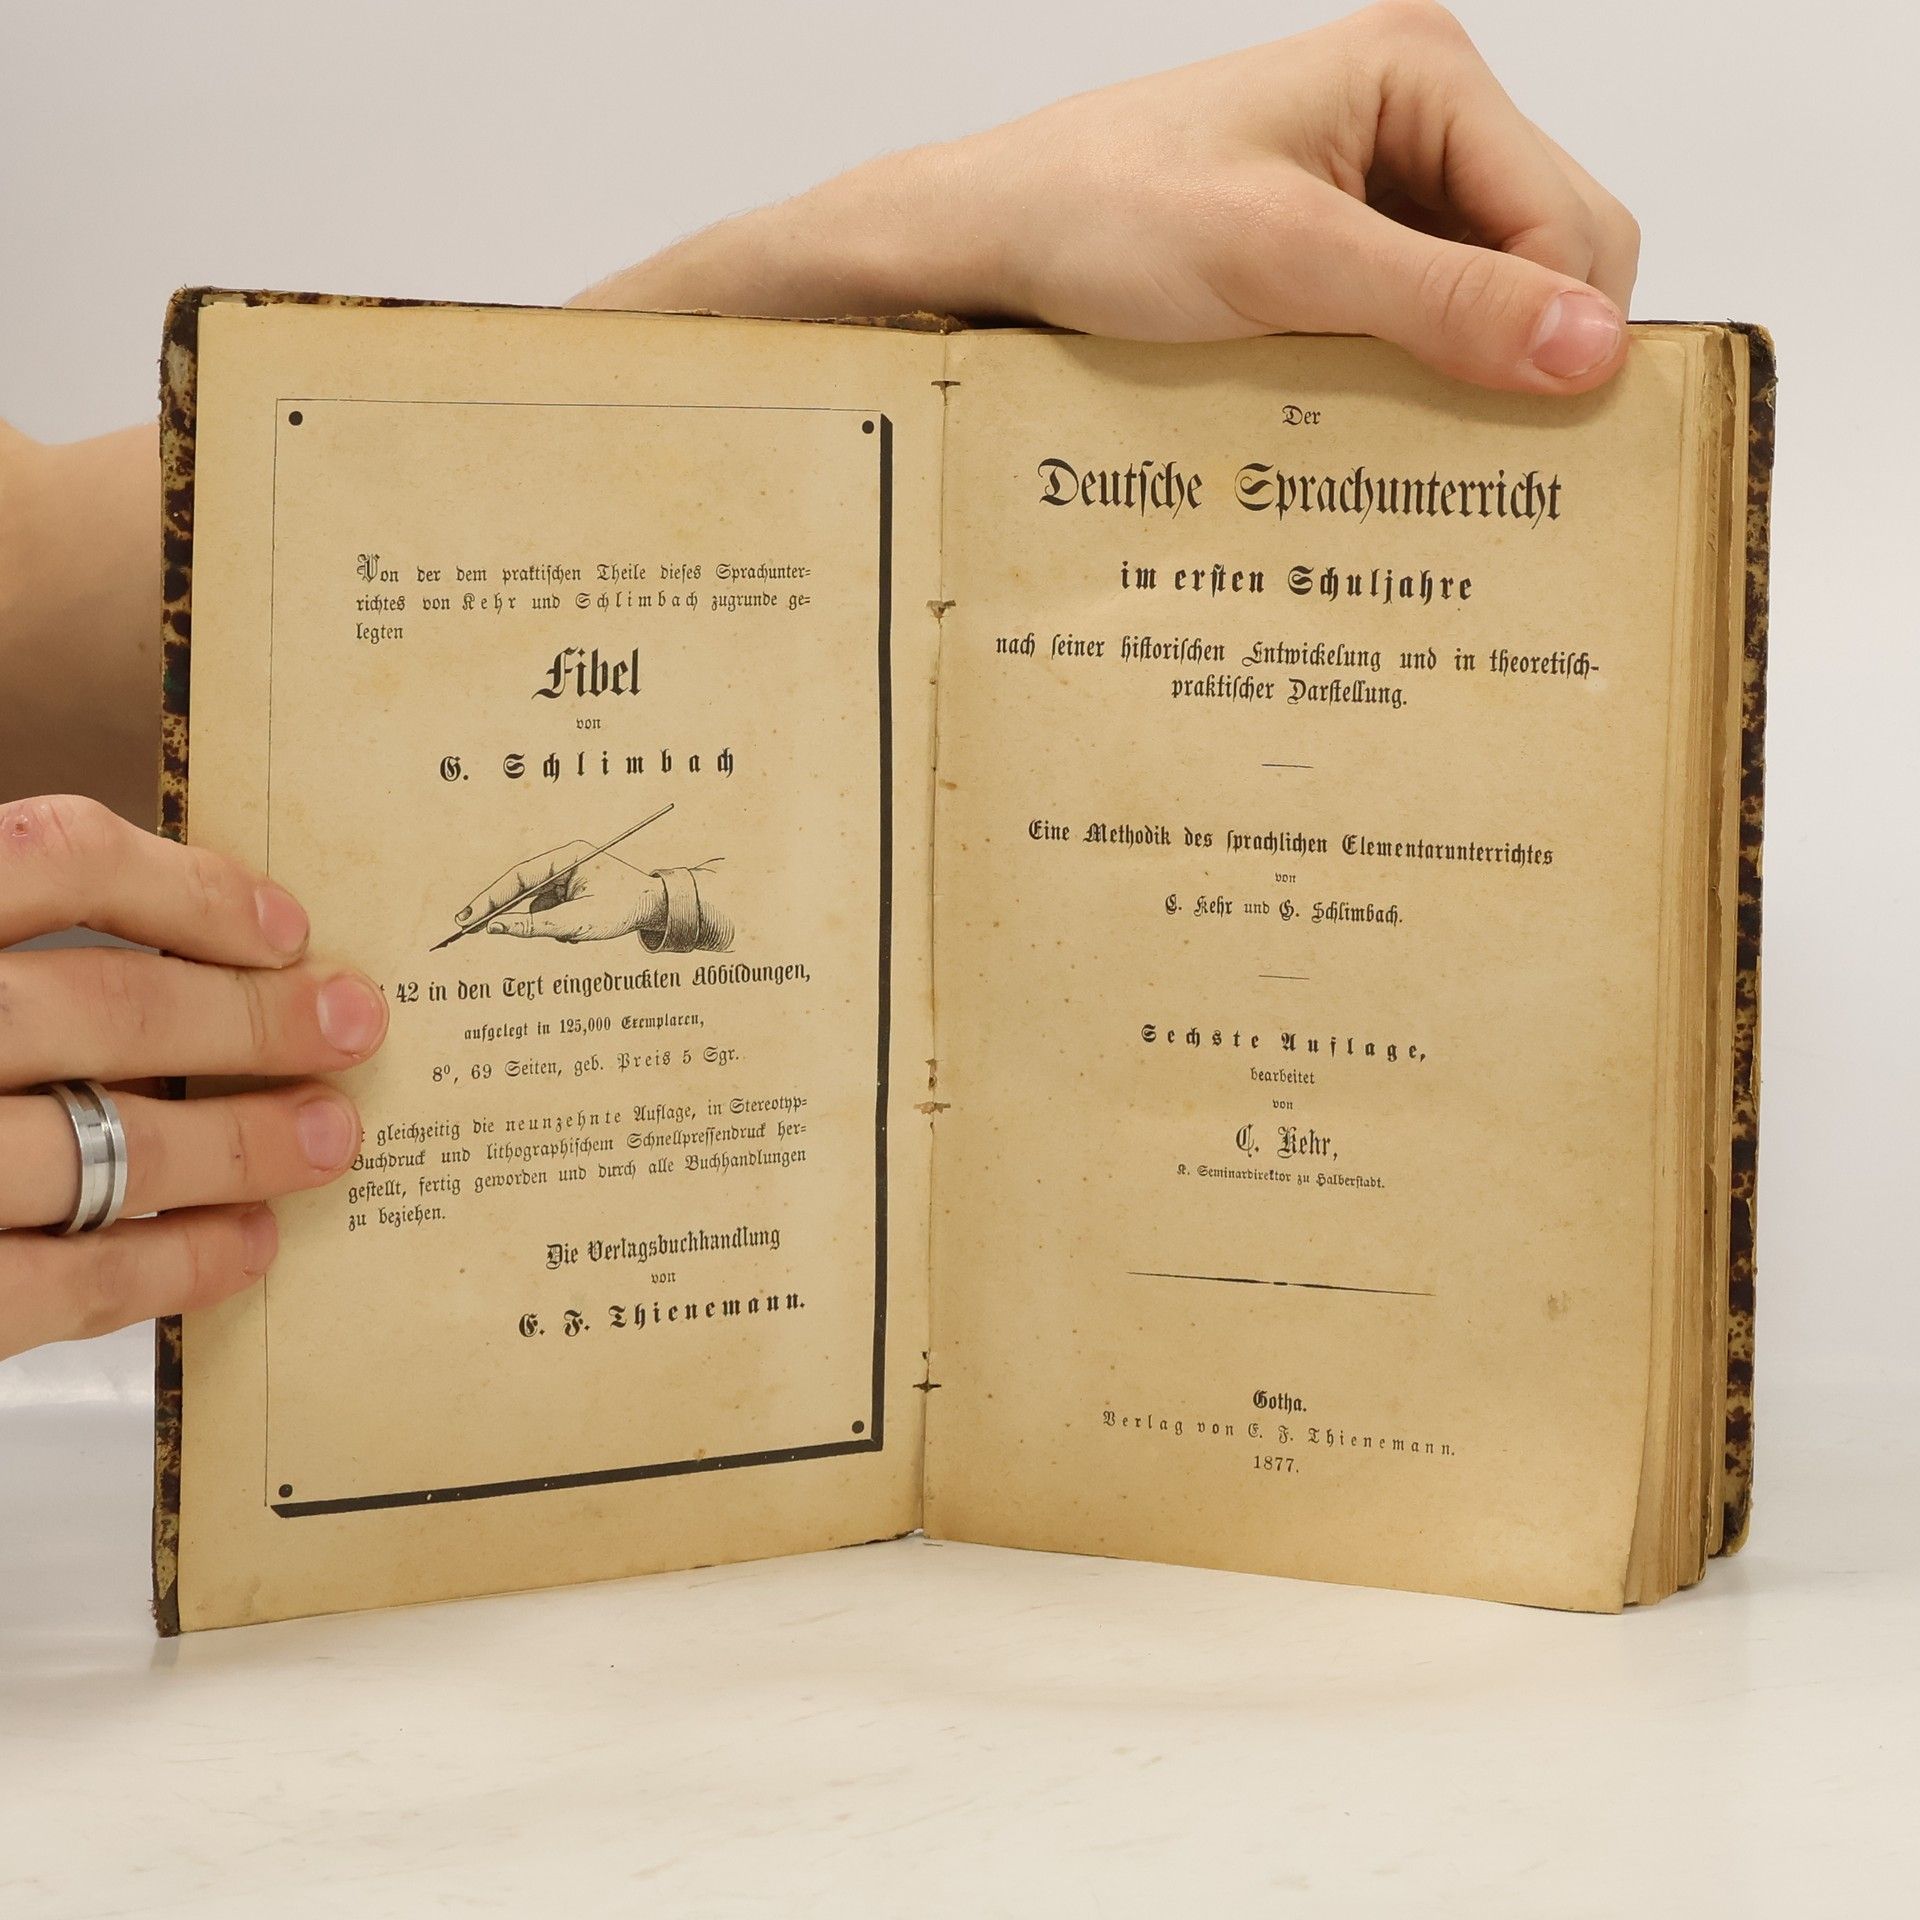 Von der dem praktischen Theile dieses Sprachunter=
richtes von Kehr und Schlimbach zugrunde ge=
legten
Fibel
von
G. Schlimbach
42 in den Text eingedruckten Abbildungen,
aufgelegt in 125,000 Exemplaren,
8⁰, 69 Seiten, geb. Preis 5 Sgr.
gleichzeitig die neunzehnte Auflage, in Stereotyp=
Buchdruck und lithographischem Schnellpressendruck her=
gestellt, fertig geworden und durch alle Buchhandlungen
zu beziehen.
Die Verlagsbuchhandlung
von
E. F. Thienemann.
Der
Deutsche Sprachunterricht
im ersten Schuljahre
nach seiner historischen Entwickelung und in theoretisch-
praktischer Darstellung.
Eine Methodik des sprachlichen Elementarunterrichtes
von
C. Kehr und G. Schlimbach.
Sechste Auflage,
bearbeitet
von
C. Kehr,
K. Seminardirektor zu Halberstadt.
Gotha.
Verlag von E. F. Thienemann.
1877.